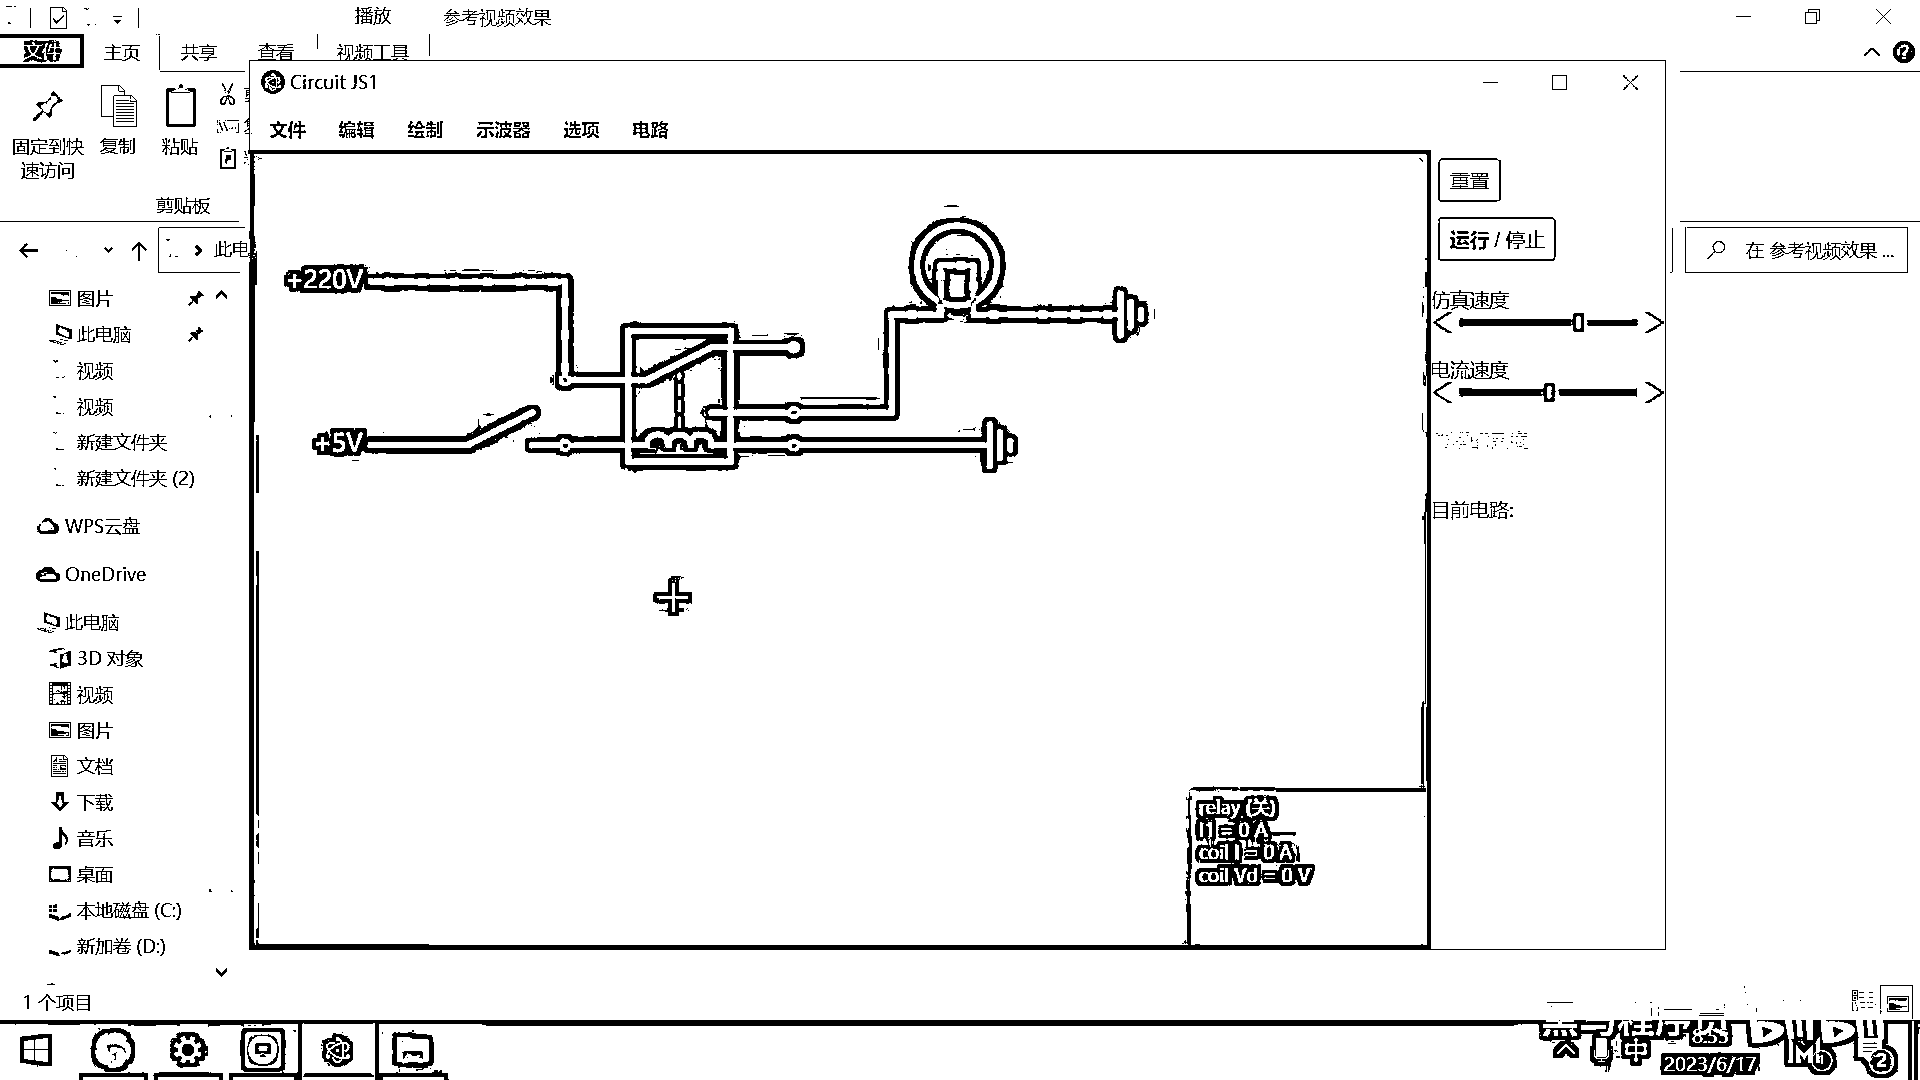 播放
参考视频效果
文件
主页
共享
查看
视频工具
Circuit JS1
文件
编辑
绘制
示波器
选项
电路
固定到快
速访问
复制
粘贴
剪贴板
此电
重置
运行 / 停止
在 参考视频效果 ...
+220V
+5V
仿真速度
电流速度
目前电路:
图片
此电脑
视频
视频
新建文件夹
新建文件夹 (2)
WPS云盘
OneDrive
此电脑
3D 对象
视频
图片
文档
下载
音乐
桌面
本地磁盘 (C:)
新加卷 (D:)
relay (关)
I1 = 0 A
coil I = 0 A
coil Vd = 0 V
1 个项目
中
2023/6/17
2